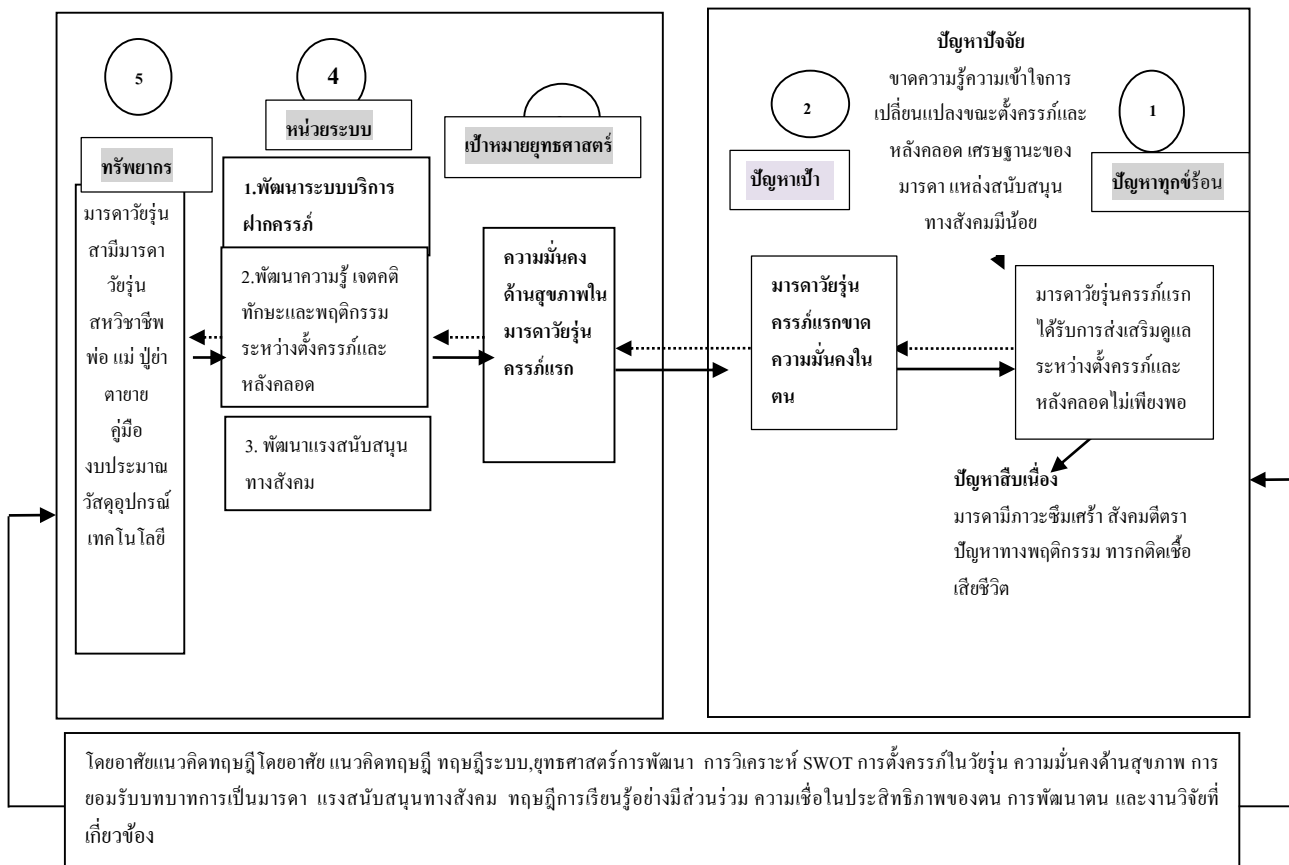 5
ทรัพยากร
มารดาวัยรุ่น
สามีมารดา
วัยรุ่น
สหวิชาชีพ
พ่อ แม่ ปู่ย่า
ตายาย
คู่มือ
งบประมาณ
วัสดุอุปกรณ์
เทคโนโลยี
4
หน่วยระบบ
1.พัฒนาระบบบริการ
ฝากครรภ์
2.พัฒนาความรู้ เจตคติ
ทักษะและพฤติกรรม
ระหว่างตั้งครรภ์และ
หลังคลอด
3. พัฒนาแรงสนับสนุน
ทางสังคม
เป้าหมายยุทธศาสตร์
ความมั่นคง
ด้านสุขภาพใน
มารดาวัยรุ่น
ครรภ์แรก
2
ปัญหาเป้า
มารดาวัยรุ่น
ครรภ์แรกขาด
ความมั่นคงใน
ตน
ปัญหาปัจจัย
ขาดความรู้ความเข้าใจการ
เปลี่ยนแปลงขณะตั้งครรภ์และ
หลังคลอด เศรษฐานะของ
มารดา แหล่งสนับสนุน
ทางสังคมมีน้อย
1
ปัญหาทุกข์ร้อน
มารดาวัยรุ่นครรภ์แรก
ได้รับการส่งเสริมดูแล
ระหว่างตั้งครรภ์และ
หลังคลอดไม่เพียงพอ
ปัญหาสืบเนื่อง
มารดามีภาวะซึมเศร้า สังคมตีตรา
ปัญหาทางพฤติกรรม ทารกติดเชื้อ
เสียชีวิต
โดยอาศัยแนวคิดทฤษฎีโดยอาศัย แนวคิดทฤษฎี ทฤษฎีระบบ,ยุทธศาสตร์การพัฒนา การวิเคราะห์ SWOT การตั้งครรภ์ในวัยรุ่น ความมั่นคงด้านสุขภาพ การ
ยอมรับบทบาทการเป็นมารดา แรงสนับสนุนทางสังคม ทฤษฎีการเรียนรู้อย่างมีส่วนร่วม ความเชื่อในประสิทธิภาพของตน การพัฒนาตน และงานวิจัยที่
เกี่ยวข้อง